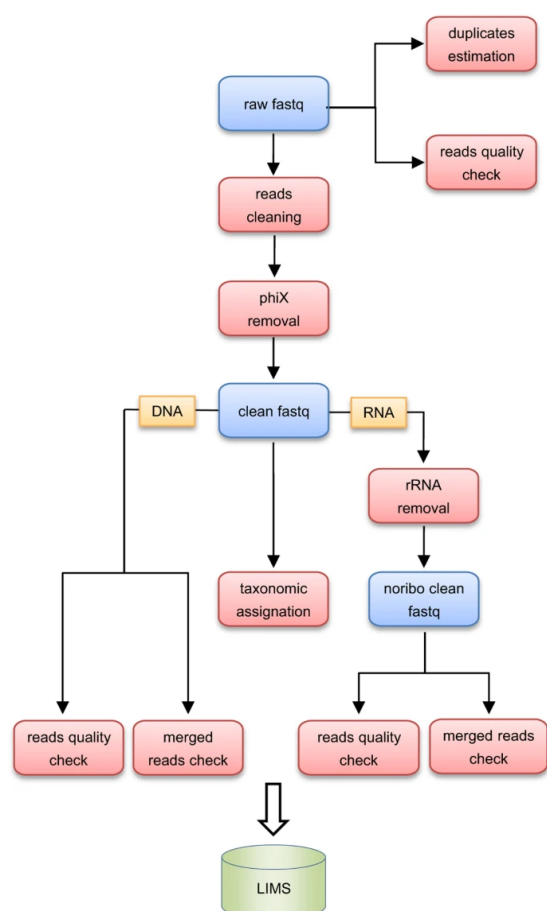 duplicates
estimation
raw fastq
reads quality
check
reads
cleaning
phiX
removal
DNA
clean fastq
RNA
rRNA
removal
taxonomic
assignation
noribo clean
fastq
reads quality
check
merged
reads check
reads quality
check
merged reads
check
LIMS